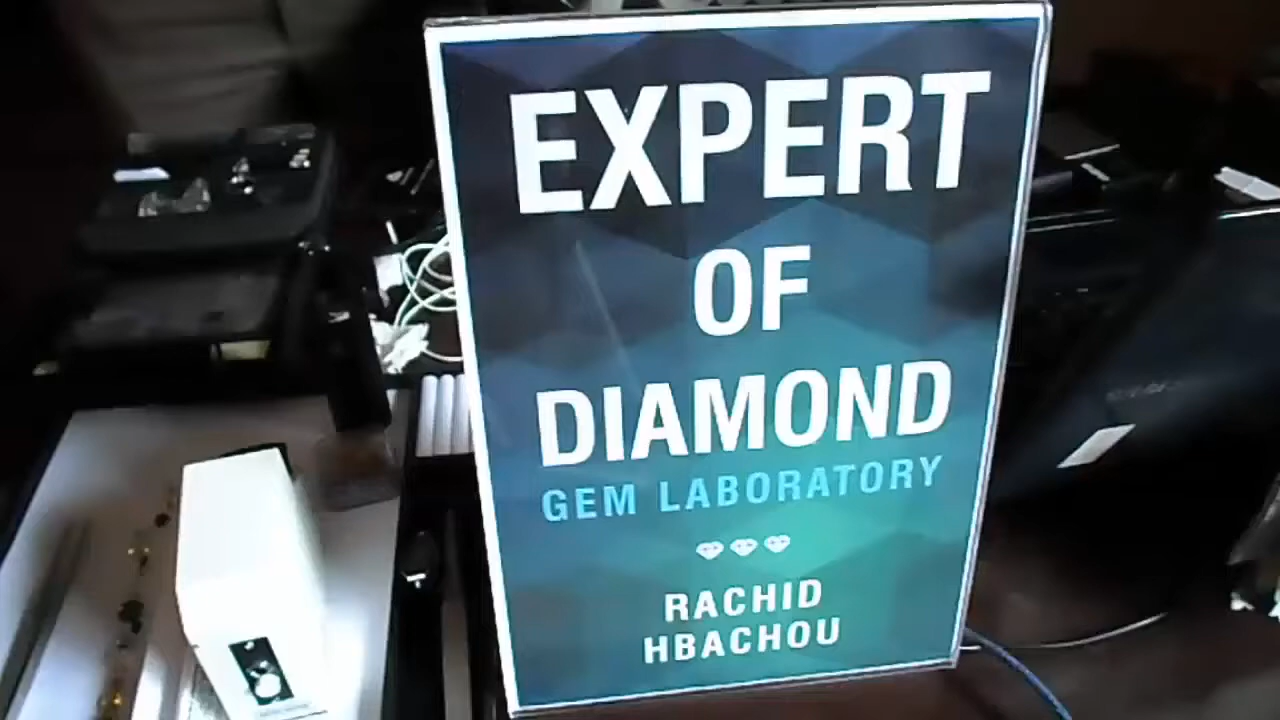 EXPERT
OF
DIAMOND
GEM LABORATORY
RACHID
HBACHOU